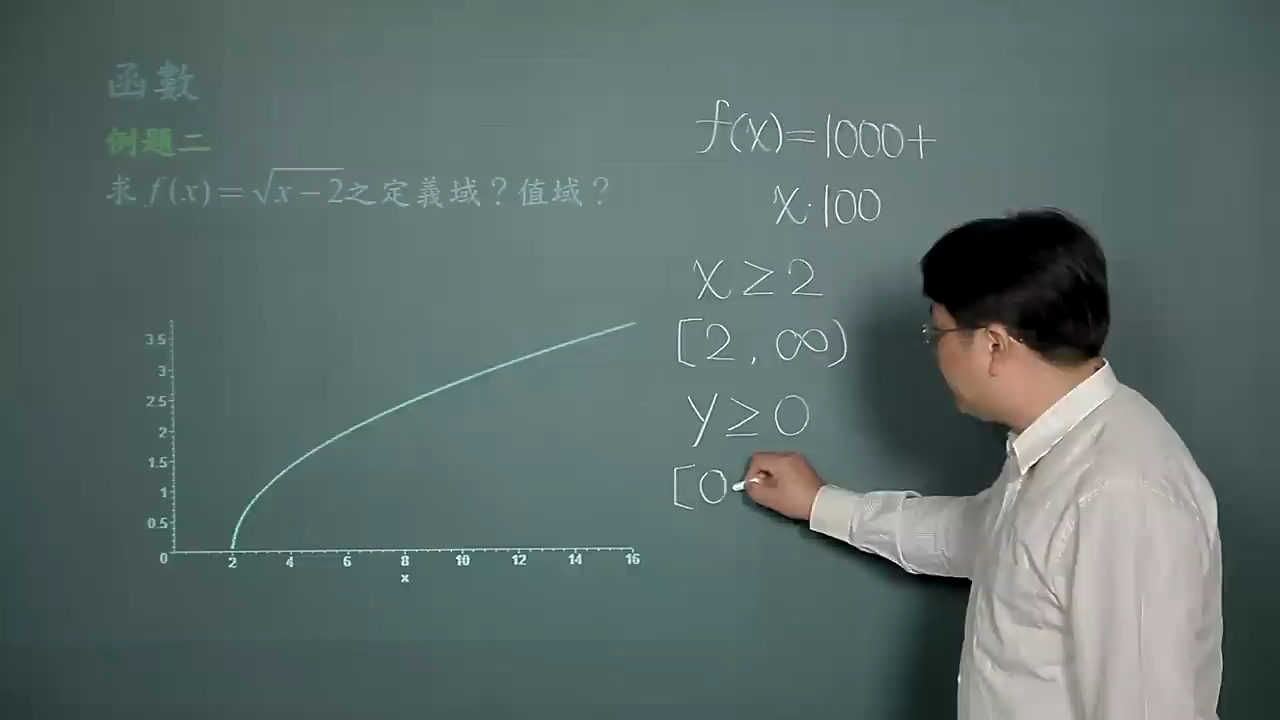 函數
例題二
求 f(x)=√x−2之定義域？值域？
3.5
3
2.5
2
1.5
1
0.5
0
2 4 6 8 10 12 14 16
x
f(x)=1000+
x·100
x≥2
[2,∞)
y≥0
[0